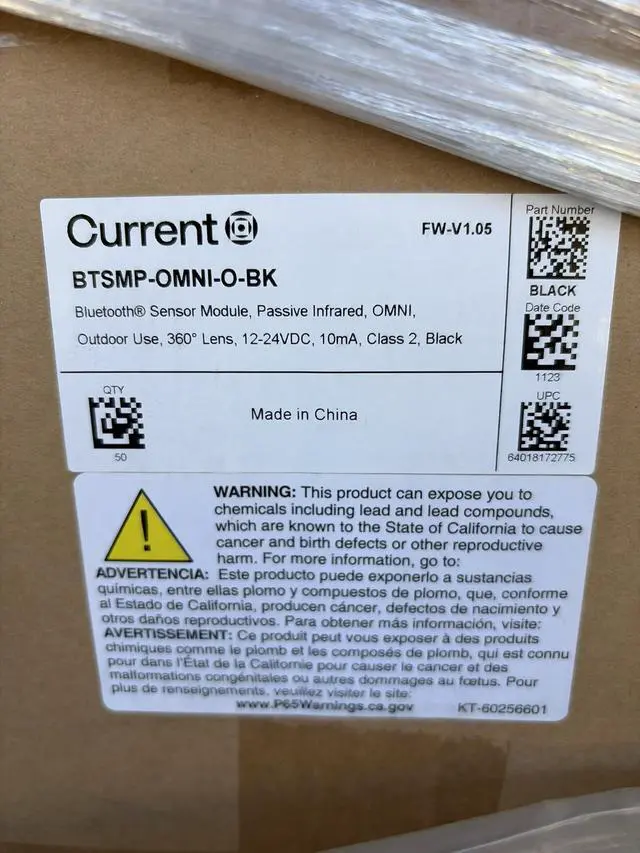 Current
FW-V1.05
BTSMP-OMNI-O-BK
Bluetooth® Sensor Module, Passive Infrared, OMNI,
Outdoor Use, 360° Lens, 12-24VDC, 10mA, Class 2, Black
Part Number
BLACK
Date Code
1123
UPC
64018172775
QTY
50
Made in China
WARNING: This product can expose you to
chemicals including lead and lead compounds,
which are known to the State of California to cause
cancer and birth defects or other reproductive
harm. For more information, go to:
ADVERTENCIA: Este producto puede exponerlo a sustancias
químicas, entre ellas plomo y compuestos de plomo, que, conforme
al Estado de California, producen cáncer, defectos de nacimiento y
otros daños reproductivos. Para obtener más información, visite:
AVERTISSEMENT: Ce produit peut vous exposer à des produits
chimiques comme le plomb et les composés de plomb, qui est connu
pour dans l'État de la Californie pour causer le cancer et des
malformations congénitales ou autres dommages au fœtus. Pour
plus de renseignements, veuillez visiter le site:
www.P65Warnings.ca.gov
KT-60256601